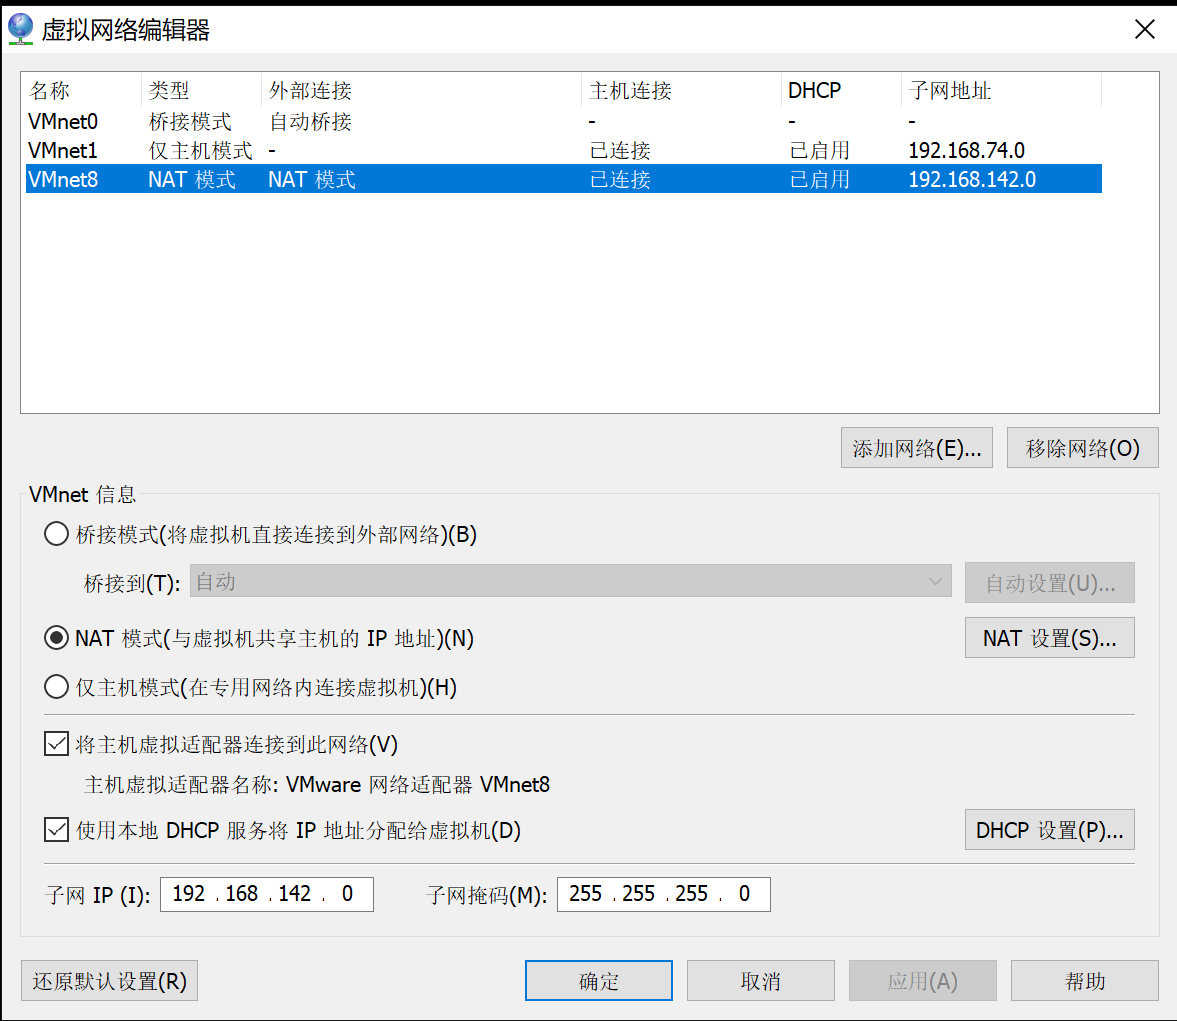 虚拟网络编辑器
名称 类型 外部连接 主机连接 DHCP 子网地址
VMnet0 桥接模式 自动桥接 - - -
VMnet1 仅主机模式 - 已连接 已启用 192.168.74.0
VMnet8 NAT 模式 NAT 模式 已连接 已启用 192.168.142.0
添加网络(E)... 移除网络(O)
VMnet 信息
桥接模式(将虚拟机直接连接到外部网络)(B)
桥接到(T): 自动 自动设置(U)...
NAT 模式(与虚拟机共享主机的 IP 地址)(N) NAT 设置(S)...
仅主机模式(在专用网络内连接虚拟机)(H)
将主机虚拟适配器连接到此网络(V)
主机虚拟适配器名称: VMware 网络适配器 VMnet8
使用本地 DHCP 服务将 IP 地址分配给虚拟机(D) DHCP 设置(P)...
子网 IP (I): 192 . 168 . 142 . 0 子网掩码(M): 255 . 255 . 255 . 0
还原默认设置(R) 确定 取消 应用(A) 帮助